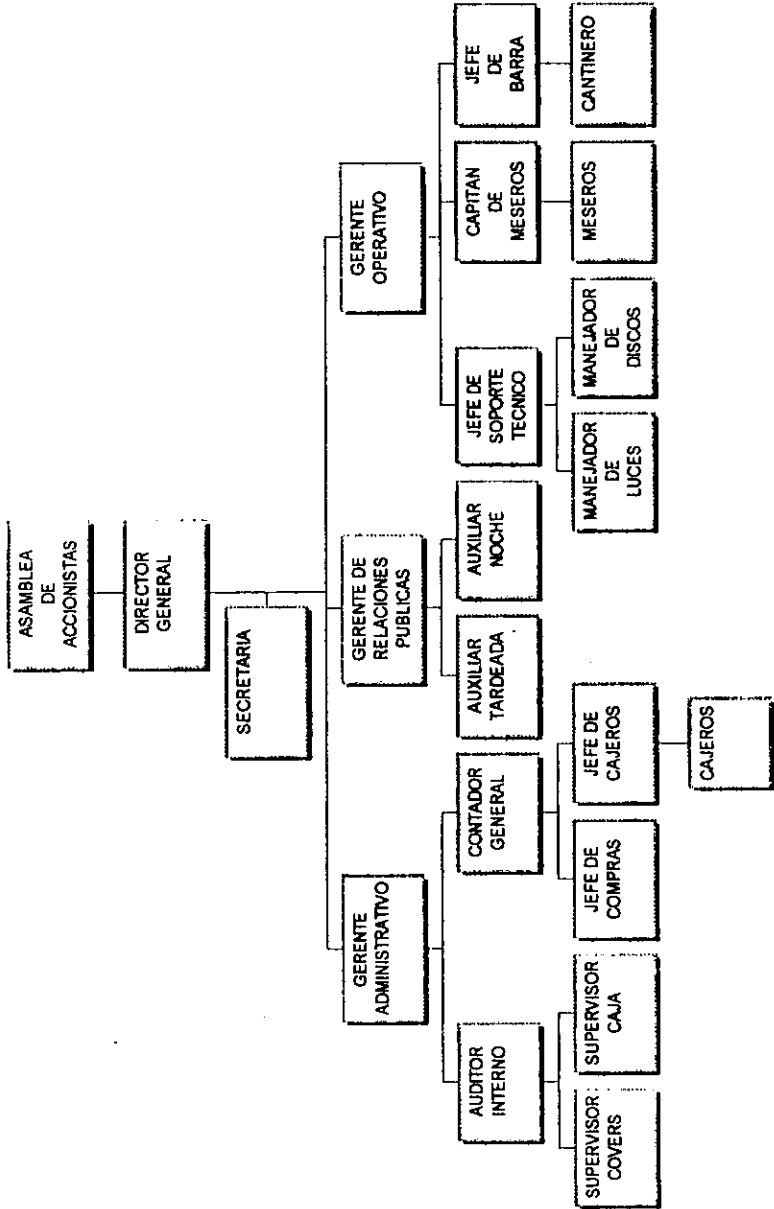 ASAMBLEA
DE
ACCIONISTAS
DIRECTOR
GENERAL
SECRETARIA
GERENTE
ADMINISTRATIVO
GERENTE DE
RELACIONES
PUBLICAS
GERENTE
OPERATIVO
AUDITOR
INTERNO
CONTADOR
GENERAL
AUXILIAR
TARDEADA
AUXILIAR
NOCHE
JEFE DE
SOPORTE
TECNICO
CAPITAN
DE
MESEROS
JEFE
DE
BARRA
SUPERVISOR
COVERS
SUPERVISOR
CAJA
JEFE DE
COMPRAS
JEFE DE
CAJEROS
MANEJADOR
DE
LUCES
MANEJADOR
DE
DISCOS
MESEROS
CANTINERO
CAJEROS